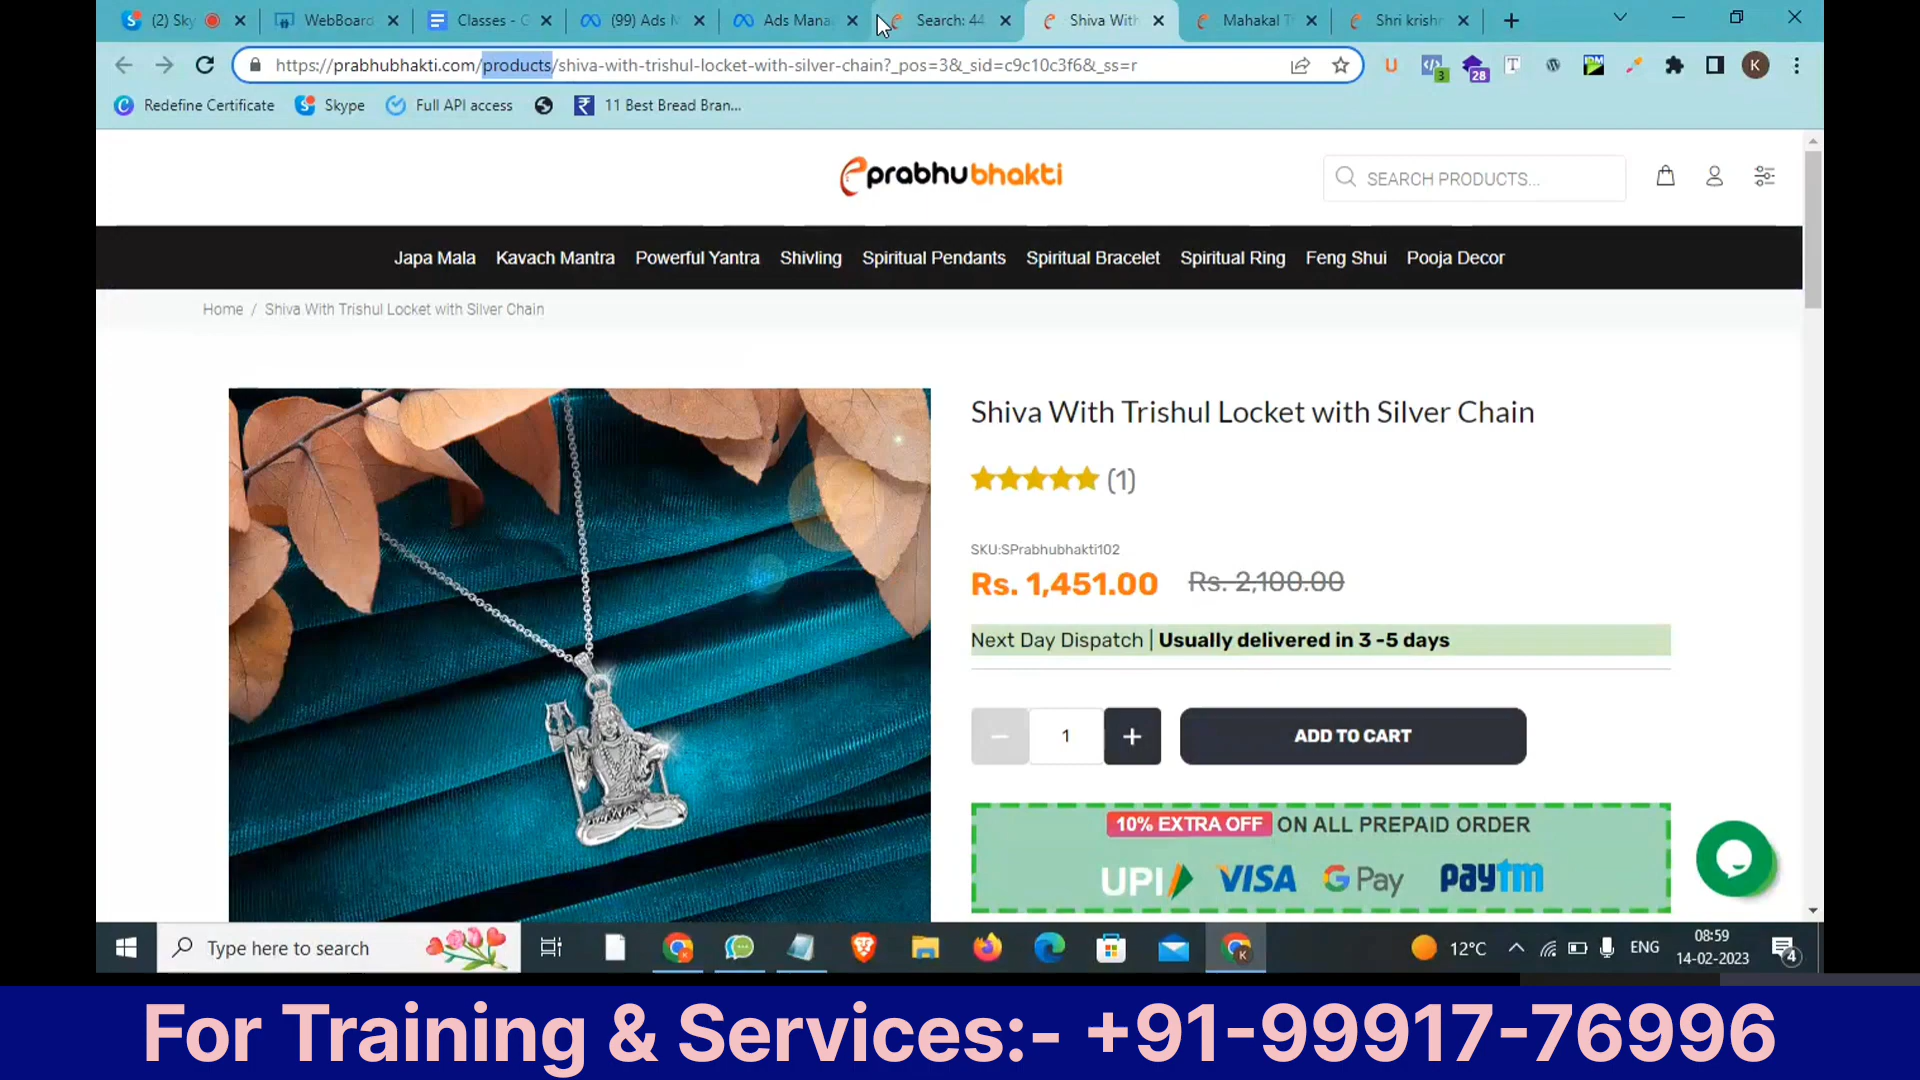 (2) Sky
WebBoard
Classes - G
(99) Ads M
Ads Mana
Search: 44
Shiva With
Mahakal T
Shri krishn
https://prabhubhakti.com/products/shiva-with-trishul-locket-with-silver-chain?_pos=3&_sid=c9c10c3f6&_ss=r
3
28
K
Redefine Certificate
Skype
Full API access
11 Best Bread Bran...
prabhubhakti
SEARCH PRODUCTS...
Japa Mala Kavach Mantra Powerful Yantra Shivling Spiritual Pendants Spiritual Bracelet Spiritual Ring Feng Shui Pooja Decor
Home / Shiva With Trishul Locket with Silver Chain
Shiva With Trishul Locket with Silver Chain
(1)
SKU:SPrabhubhakti102
Rs. 1,451.00 Rs. 2,100.00
Next Day Dispatch | Usually delivered in 3 -5 days
1
ADD TO CART
10% EXTRA OFF ON ALL PREPAID ORDER
UPI VISA G Pay paytm
Type here to search
12°C
ENG
08:59
14-02-2023
4
For Training & Services:- +91-99917-76996